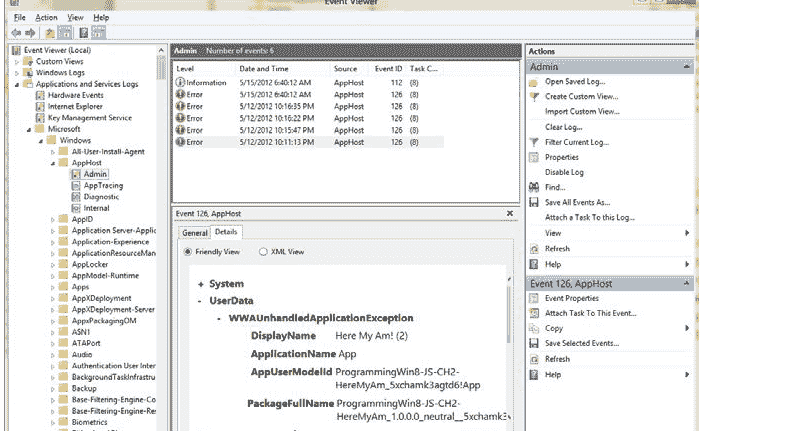 Event Viewer
File Action View Help
Event Viewer (Local)
Custom Views
Windows Logs
Applications and Services Logs
Hardware Events
Internet Explorer
Key Management Service
Microsoft
Windows
All-User-Install-Agent
AppHost
Admin
AppTracing
Diagnostic
Internal
AppID
Application Server-Applic
Application-Experience
ApplicationResourceMan
AppLocker
AppModel-Runtime
Apps
AppXDeployment
AppXDeployment-Server
AppxPackagingOM
ASN1
ATAPort
Audio
Authentication User Inter
BackgroundTaskInfrastru
Backup
Base-Filtering-Engine-Co
Base-Filtering-Engine-Res
Biometrics
Admin Number of events: 6
Level Date and Time Source Event ID Task C...
Information 5/15/2012 6:40:12 AM AppHost 112 (8)
Error 5/15/2012 6:40:12 AM AppHost 126 (8)
Error 5/12/2012 10:16:35 PM AppHost 126 (8)
Error 5/12/2012 10:16:22 PM AppHost 126 (8)
Error 5/12/2012 10:15:47 PM AppHost 126 (8)
Error 5/12/2012 10:11:13 PM AppHost 126 (8)
Event 126, AppHost
General Details
Friendly View XML View
+ System
- UserData
- WWAUnhandledApplicationException
DisplayName Here My Am! (2)
ApplicationName App
AppUserModelId ProgrammingWin8-JS-CH2-
HereMyAm_5xchamk3agtd6!App
PackageFullName ProgrammingWin8-JS-CH2-
HereMyAm_1.0.0.0_neutral__5xchamk3
Actions
Admin
Open Saved Log...
Create Custom View...
Import Custom View...
Clear Log...
Filter Current Log...
Properties
Disable Log
Find...
Save All Events As...
Attach a Task To this Log...
View
Refresh
Help
Event 126, AppHost
Event Properties
Attach Task To This Event...
Copy
Save Selected Events...
Refresh
Help